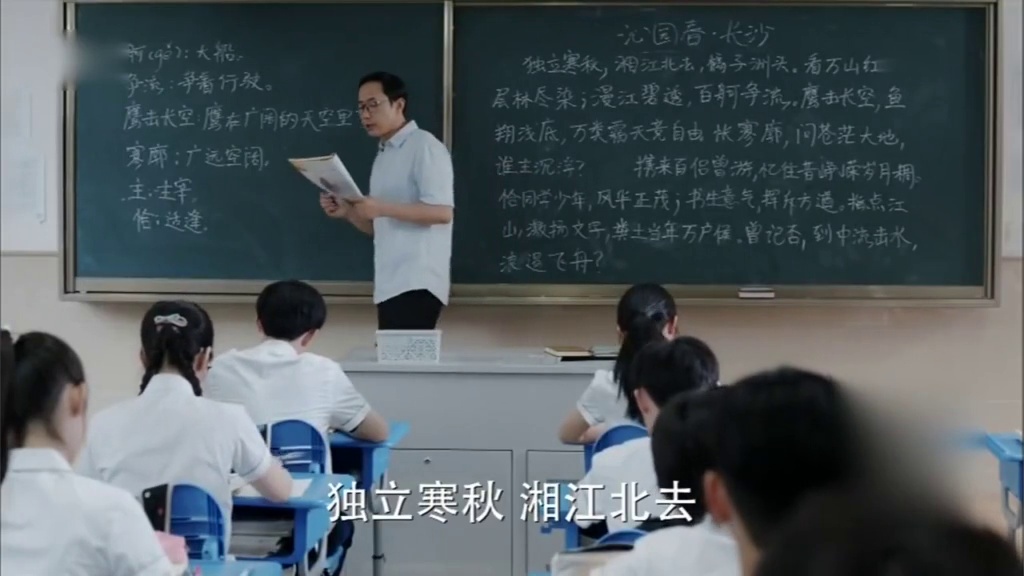 舸(gě):大船。
争流:争着行驶。
鹰击长空:鹰在广阔的天空里
寥廓:广远空阔。
主:主宰
恰:适逢
沁园春·长沙
独立寒秋,湘江北去,橘子洲头。看万山红
层林尽染;漫江碧透,百舸争流。鹰击长空,鱼
翔浅底,万类霜天竞自由 怅寥廓,问苍茫大地,
谁主沉浮? 携来百侣曾游,忆往昔峥嵘岁月稠。
恰同学少年,风华正茂;书生意气,挥斥方遒。指点江
山,激扬文字,粪土当年万户侯。曾记否,到中流击水,
浪遏飞舟?
独立寒秋 湘江北去